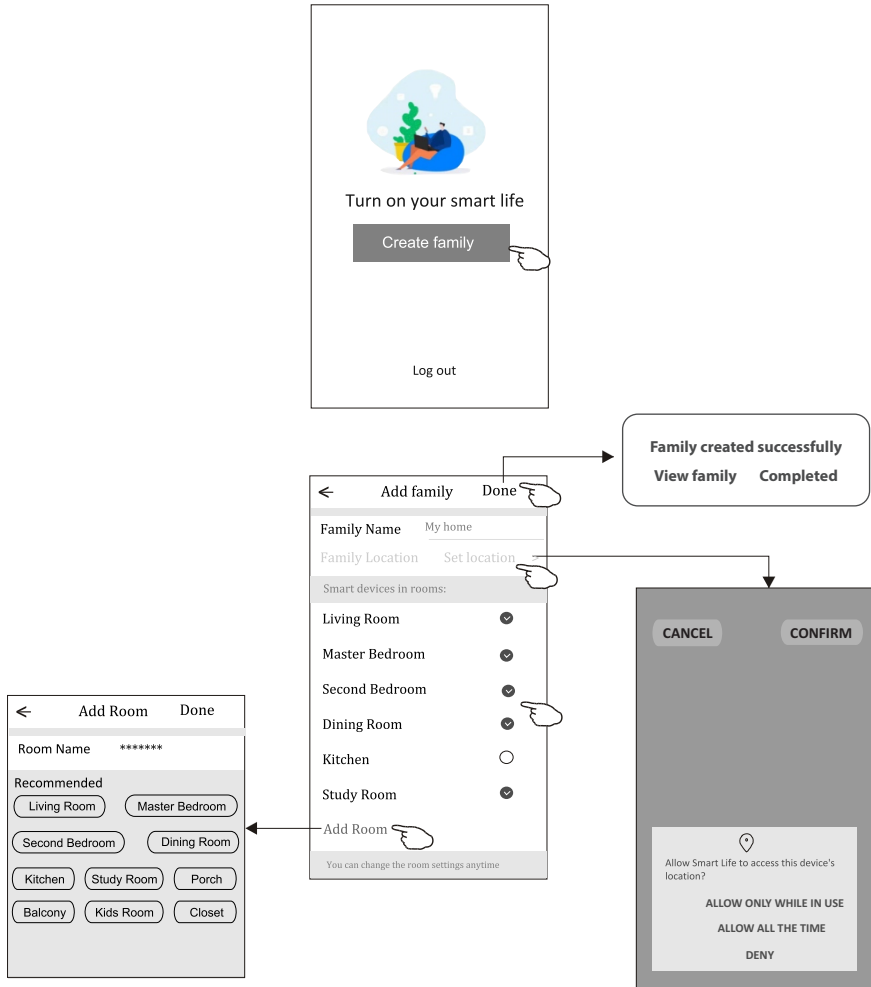 Turn on your smart life
Create family
Log out
Family created successfully
View family Completed
Add family Done
Family Name My home
Family Location Set location >
Smart devices in rooms:
Living Room
Master Bedroom
Second Bedroom
Dining Room
Kitchen
Study Room
Add Room
You can change the room settings anytime
CANCEL CONFIRM
Allow Smart Life to access this device's
location?
ALLOW ONLY WHILE IN USE
ALLOW ALL THE TIME
DENY
Add Room Done
Room Name *******
Recommended
Living Room Master Bedroom
Second Bedroom Dining Room
Kitchen Study Room Porch
Balcony Kids Room Closet